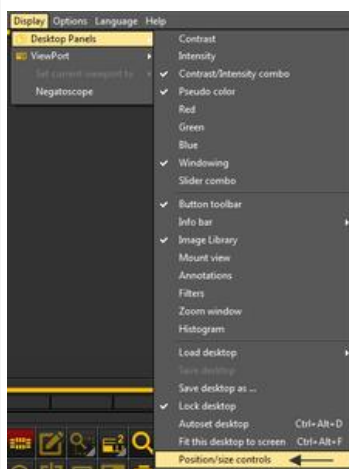 Display Options Language Help
Desktop Panels
ViewPort
Set current viewport to
Negatoscope
Contrast
Intensity
Contrast/Intensity combo
Pseudo color
Red
Green
Blue
Windowing
Slider combo
Button toolbar
Info bar
Image Library
Mount view
Annotations
Filters
Zoom window
Histogram
Load desktop
Save desktop
Save desktop as ...
Lock desktop
Autoset desktop Ctrl+Alt+D
Fit this desktop to screen Ctrl+Alt+F
Position/size controls